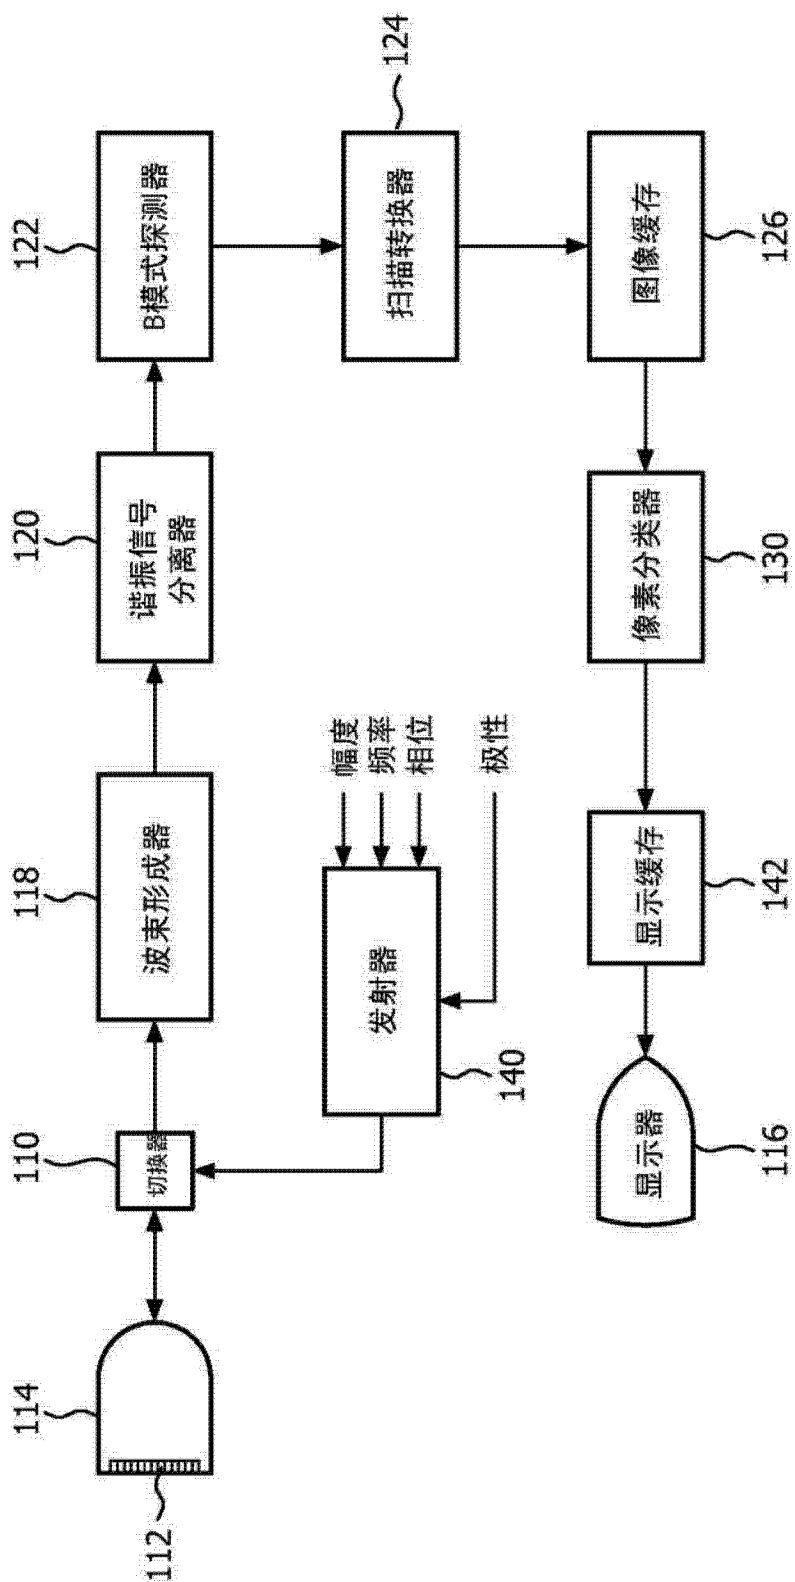 114
110
118
120
122
切换器
波束形成器
谐振信号
分离器
B模式探测器
112
140
发射器
幅度
频率
相位
极性
扫描转换器
124
显示器
显示缓存
像素分类器
图像缓存
116
142
130
126